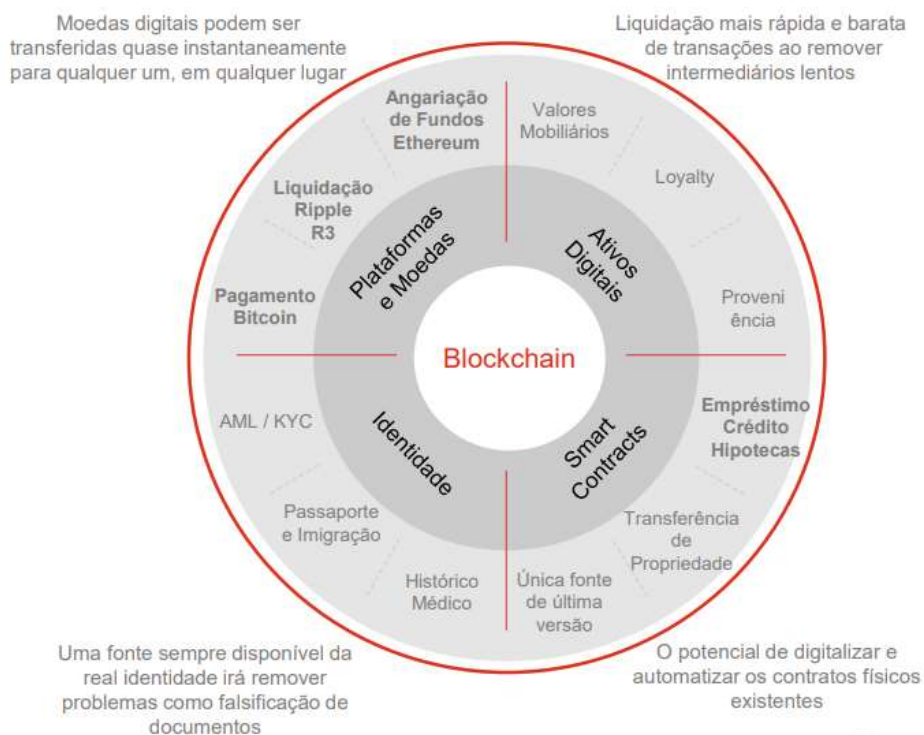 Moedas digitais podem ser
transferidas quase instantaneamente
para qualquer um, em qualquer lugar
Liquidação mais rápida e barata
de transações ao remover
intermediários lentos
Angariação
de Fundos
Ethereum
Valores
Mobiliários
Liquidação
Ripple
R3
Loyalty
Plataformas
e Moedas
Ativos
Digitais
Pagamento
Bitcoin
Proveni
ência
Blockchain
AML / KYC
Empréstimo
Crédito
Hipotecas
Identidade
Smart
Contracts
Passaporte
e Imigração
Transferência
de
Propriedade
Histórico
Médico
Única fonte
de última
versão
Uma fonte sempre disponível da
real identidade irá remover
problemas como falsificação de
documentos
O potencial de digitalizar e
automatizar os contratos físicos
existentes